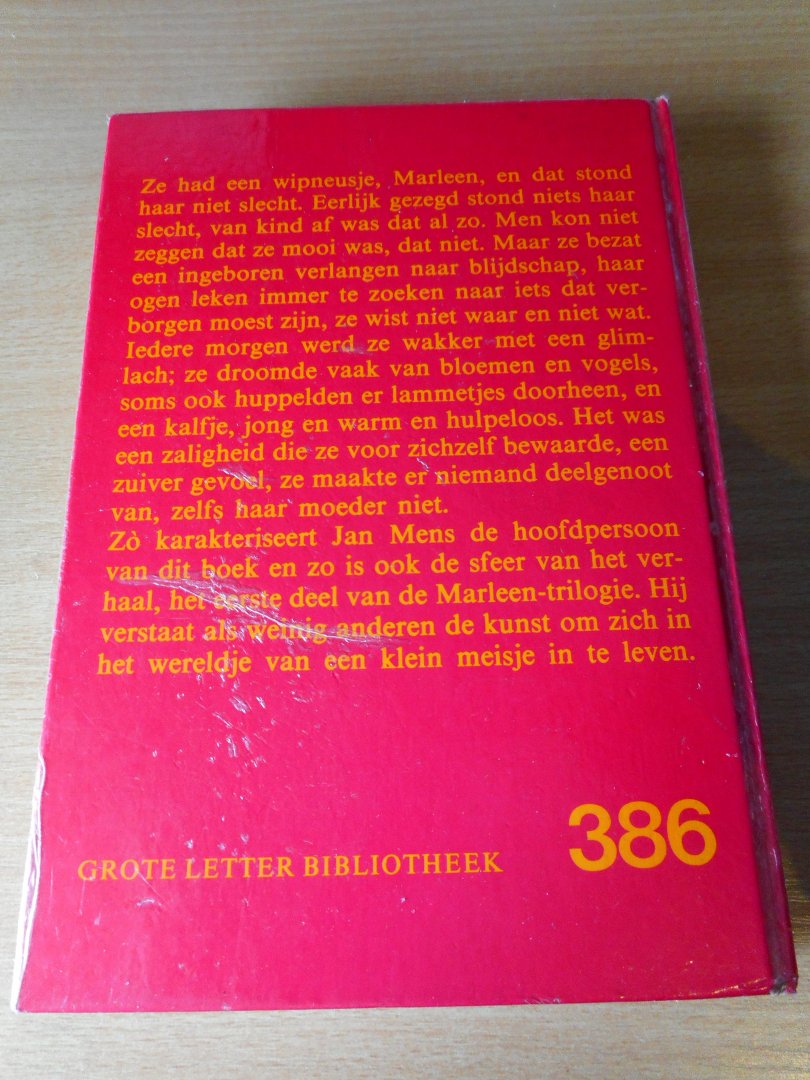 Ze had een wipneusje, Marleen, en dat stond
haar niet slecht. Eerlijk gezegd stond niets haar
slecht, van kind af was dat al zo. Men kon niet
zeggen dat ze mooi was, dat niet. Maar ze bezat
een ingeboren verlangen naar blijdschap, haar
ogen leken immer te zoeken naar iets dat ver-
borgen moest zijn, ze wist niet waar en niet wat.
Iedere morgen werd ze wakker met een glim-
lach; ze droomde vaak van bloemen en vogels,
soms ook huppelden er lammetjes doorheen, en
een kalfje, jong en warm en hulpeloos. Het was
een zaligheid die ze voor zichzelf bewaarde, een
zuiver gevoel, ze maakte er niemand deelgenoot
van, zelfs haar moeder niet.
Zò karakteriseert Jan Mens de hoofdpersoon
van dit boek en zo is ook de sfeer van het ver-
haal, het eerste deel van de Marleen-trilogie. Hij
verstaat als weinig anderen de kunst om zich in
het wereldje van een klein meisje in te leven.
GROTE LETTER BIBLIOTHEEK 386